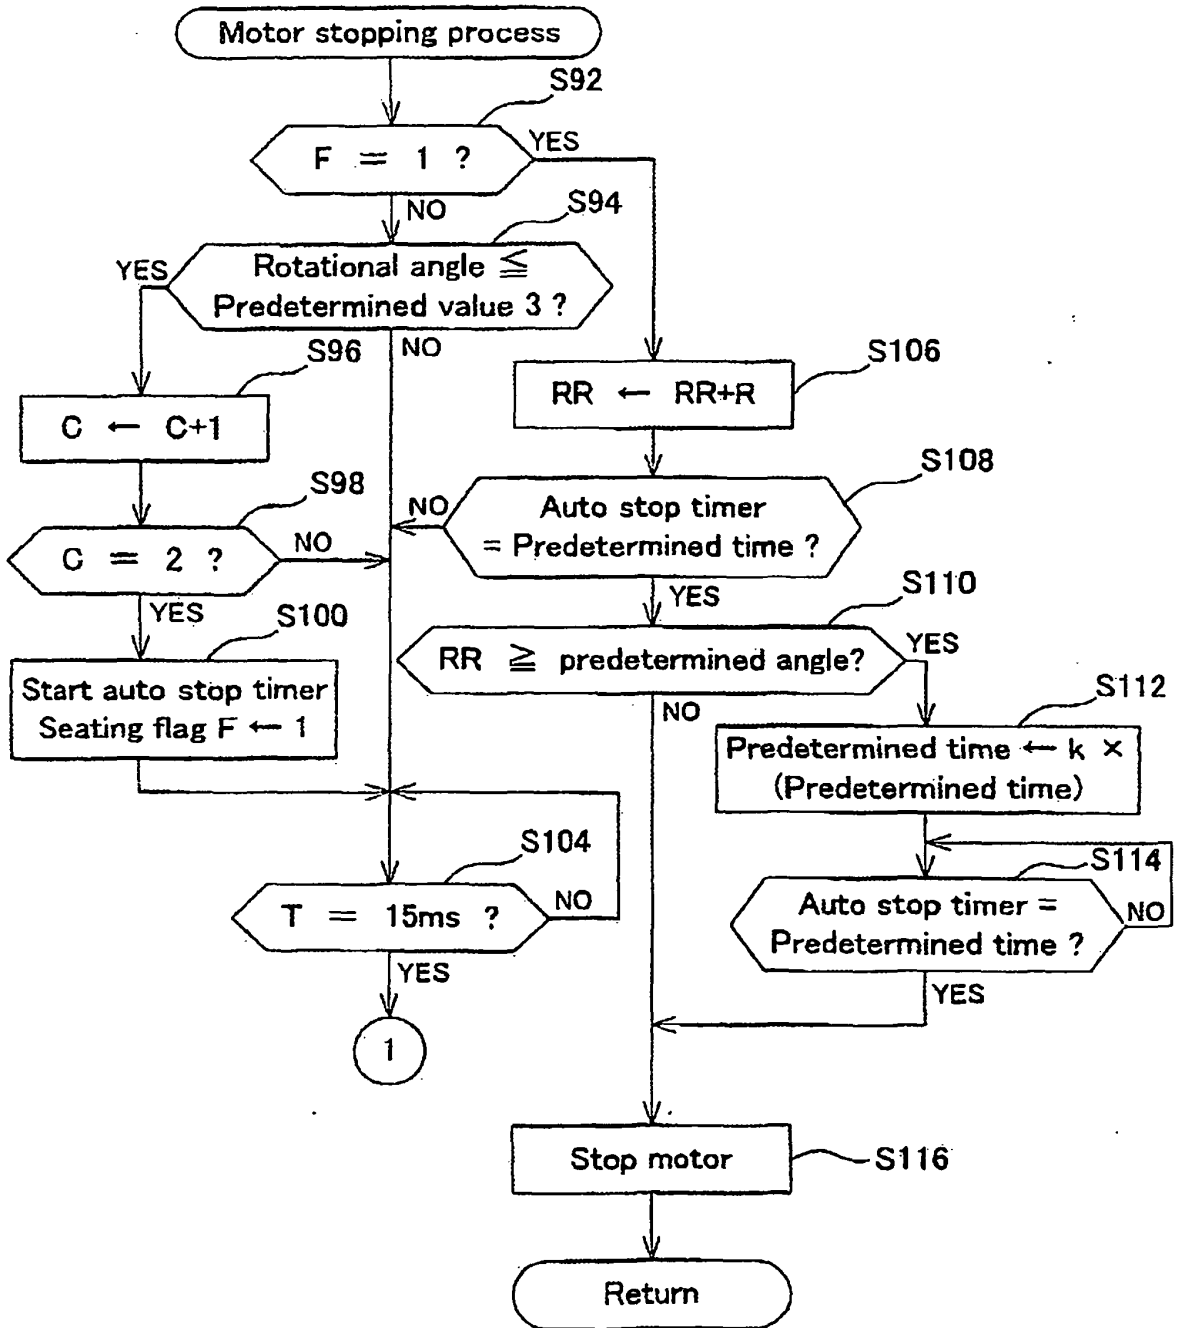 Motor stopping process
S92
F = 1 ?
YES
NO
S94
Rotational angle ≦
Predetermined value 3 ?
YES
NO
S96
C ← C+1
S98
C = 2 ?
NO
YES
S100
Start auto stop timer
Seating flag F ← 1
S104
T = 15ms ?
NO
YES
1
S106
RR ← RR+R
S108
Auto stop timer
= Predetermined time ?
NO
YES
S110
RR ≧ predetermined angle?
YES
NO
S112
Predetermined time ← k ×
(Predetermined time)
S114
Auto stop timer =
Predetermined time ?
NO
YES
Stop motor
S116
Return